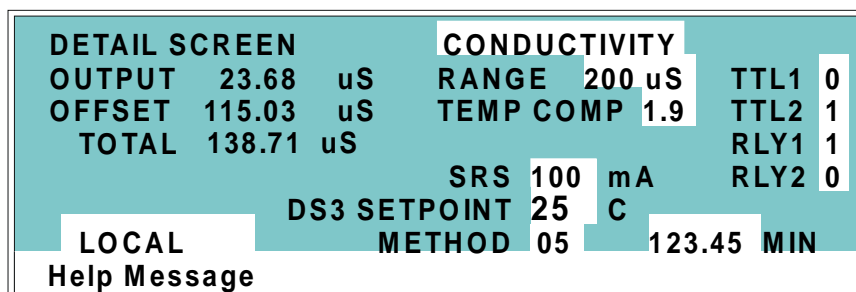 DETAIL SCREEN CONDUCTIVITY
OUTPUT 23.68 uS RANGE 200 uS TTL1 0
OFFSET 115.03 uS TEMP COMP 1.9 TTL2 1
TOTAL 138.71 uS RLY1 1
SRS 100 mA RLY2 0
DS3 SETPOINT 25 C
LOCAL METHOD 05 123.45 MIN
Help Message